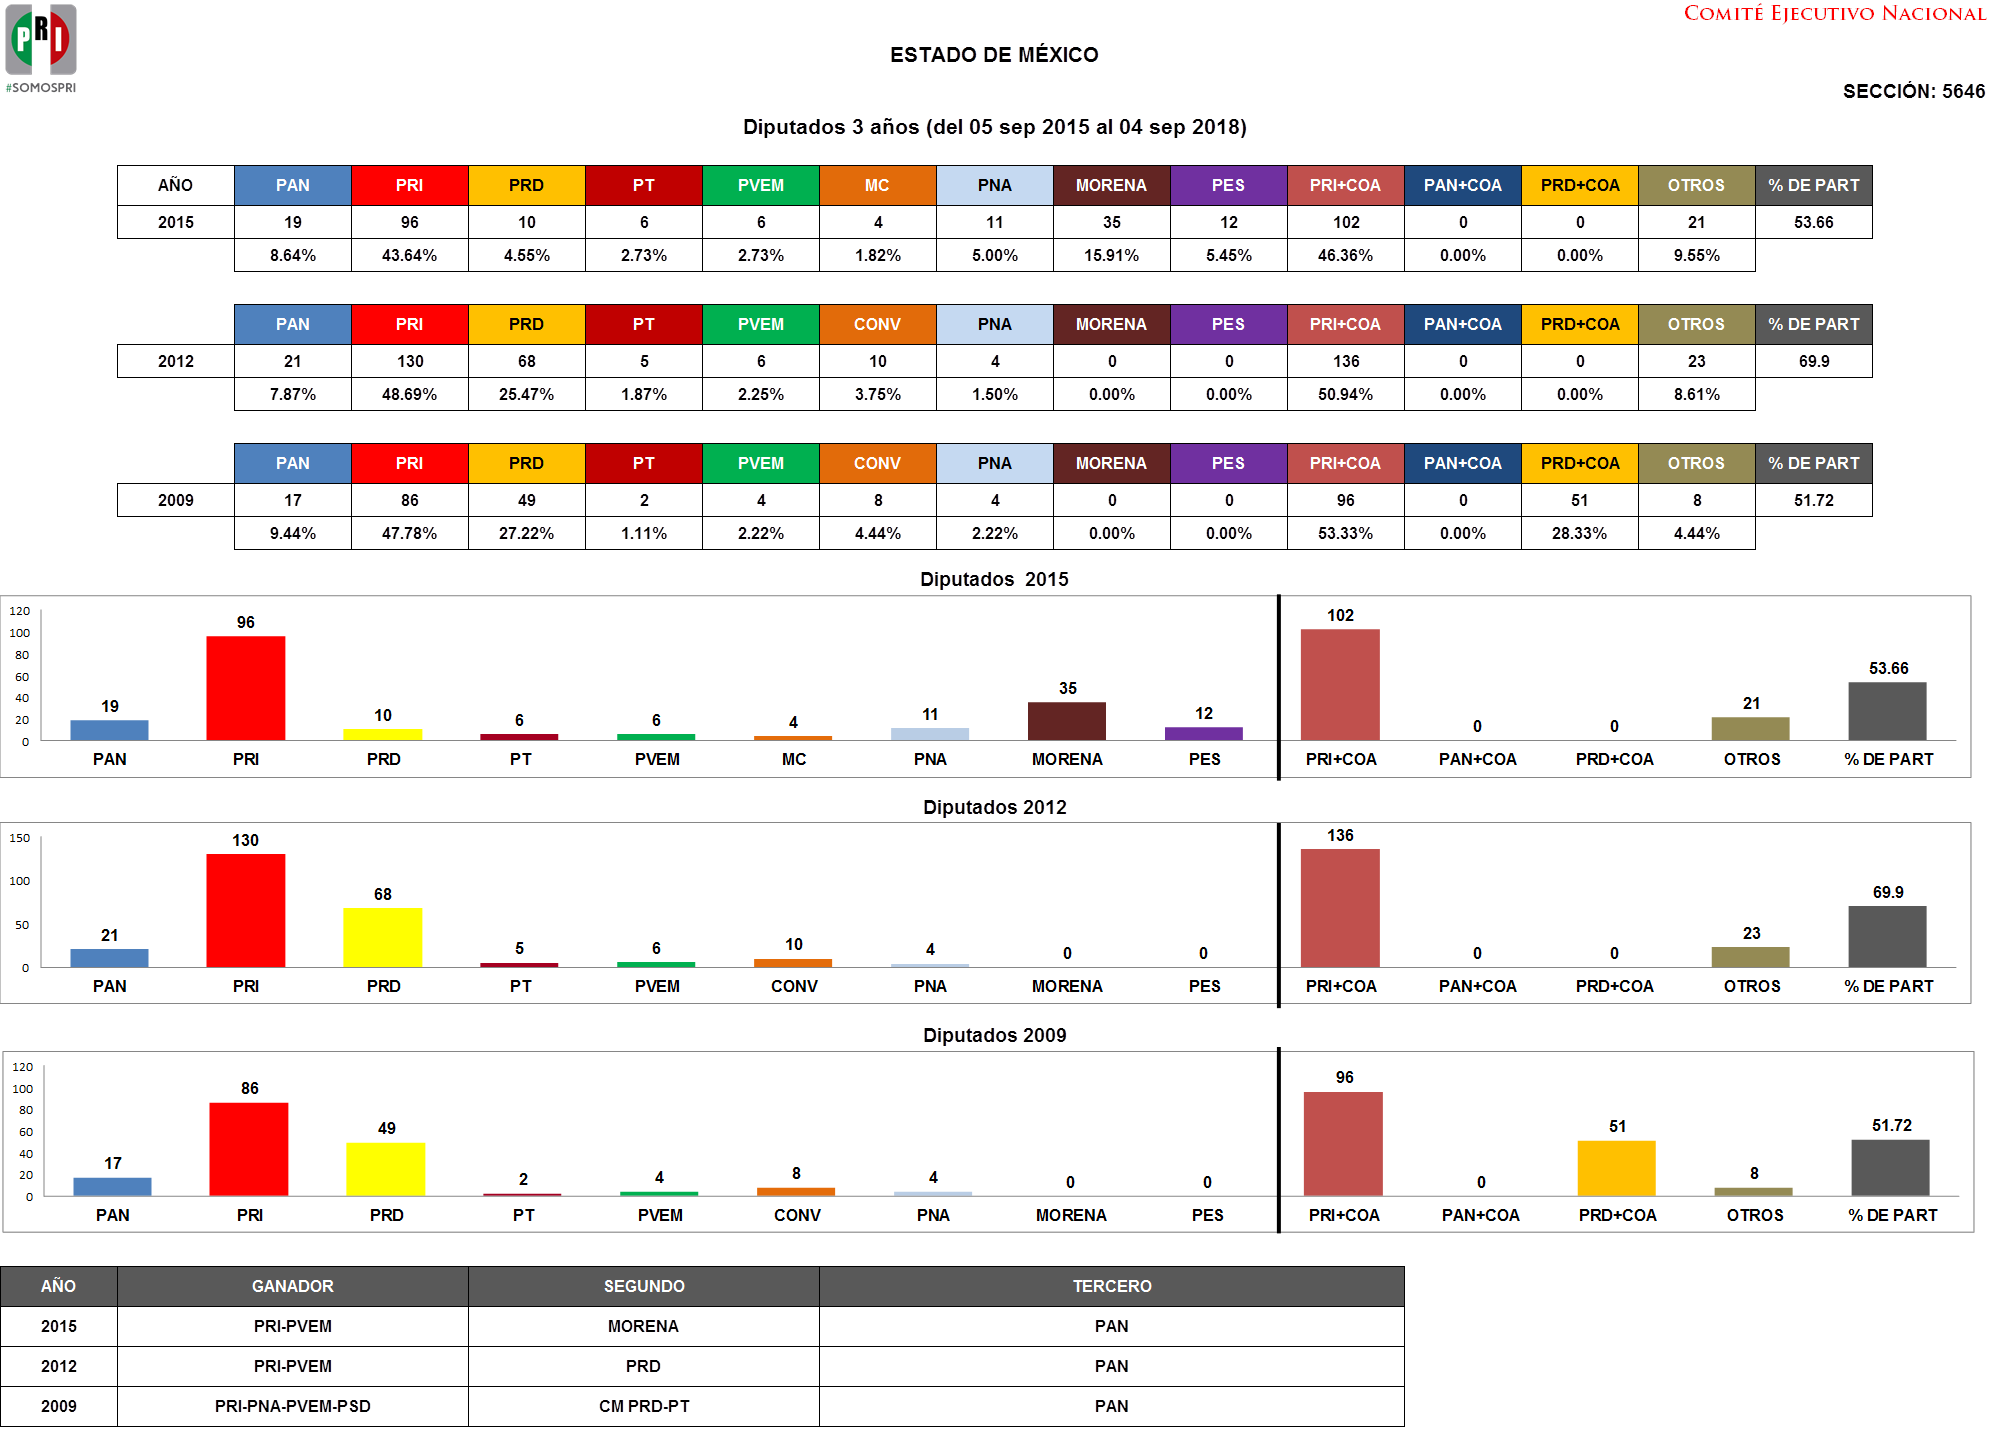 PRI
#SOMOSPRI
COMITÉ EJECUTIVO NACIONAL
ESTADO DE MÉXICO
SECCIÓN: 5646
Diputados 3 años (del 05 sep 2015 al 04 sep 2018)
AÑO PAN PRI PRD PT PVEM MC PNA MORENA PES PRI+COA PAN+COA PRD+COA OTROS % DE PART
2015 19 96 10 6 6 4 11 35 12 102 0 0 21 53.66
8.64% 43.64% 4.55% 2.73% 2.73% 1.82% 5.00% 15.91% 5.45% 46.36% 0.00% 0.00% 9.55%
PAN PRI PRD PT PVEM CONV PNA MORENA PES PRI+COA PAN+COA PRD+COA OTROS % DE PART
2012 21 130 68 5 6 10 4 0 0 136 0 0 23 69.9
7.87% 48.69% 25.47% 1.87% 2.25% 3.75% 1.50% 0.00% 0.00% 50.94% 0.00% 0.00% 8.61%
PAN PRI PRD PT PVEM CONV PNA MORENA PES PRI+COA PAN+COA PRD+COA OTROS % DE PART
2009 17 86 49 2 4 8 4 0 0 96 0 51 8 51.72
9.44% 47.78% 27.22% 1.11% 2.22% 4.44% 2.22% 0.00% 0.00% 53.33% 0.00% 28.33% 4.44%
Diputados 2015
120
100
80
60
40
20
0
19 96 10 6 6 4 11 35 12 102 0 0 21 53.66
PAN PRI PRD PT PVEM MC PNA MORENA PES PRI+COA PAN+COA PRD+COA OTROS % DE PART
Diputados 2012
150
100
50
0
21 130 68 5 6 10 4 0 0 136 0 0 23 69.9
PAN PRI PRD PT PVEM CONV PNA MORENA PES PRI+COA PAN+COA PRD+COA OTROS % DE PART
Diputados 2009
120
100
80
60
40
20
0
17 86 49 2 4 8 4 0 0 96 0 51 8 51.72
PAN PRI PRD PT PVEM CONV PNA MORENA PES PRI+COA PAN+COA PRD+COA OTROS % DE PART
AÑO GANADOR SEGUNDO TERCERO
2015 PRI-PVEM MORENA PAN
2012 PRI-PVEM PRD PAN
2009 PRI-PNA-PVEM-PSD CM PRD-PT PAN